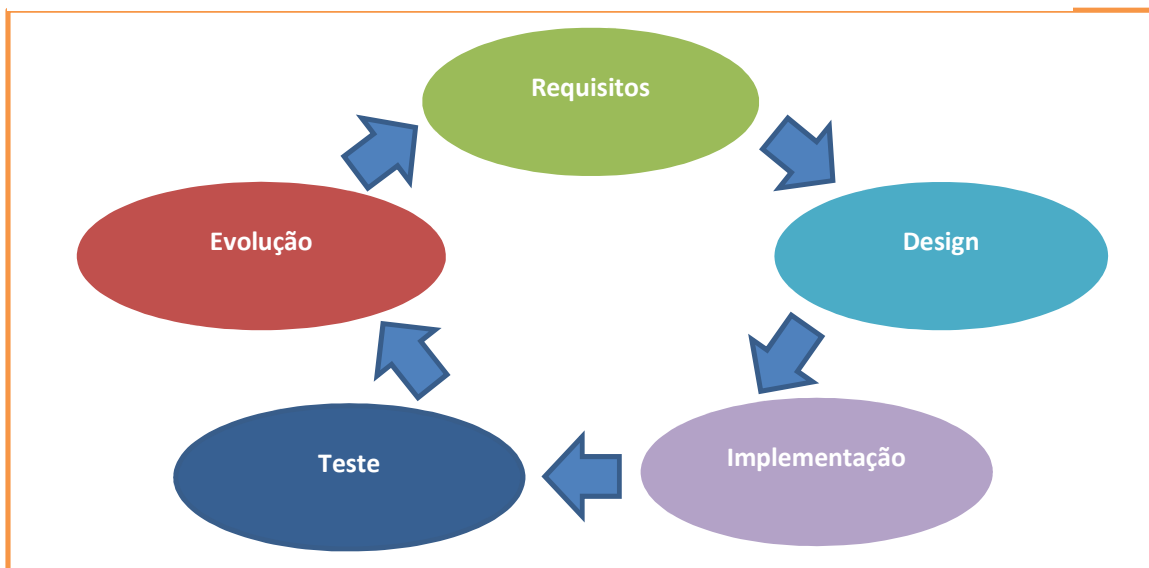 Requisitos
Evolução
Design
Teste
Implementação